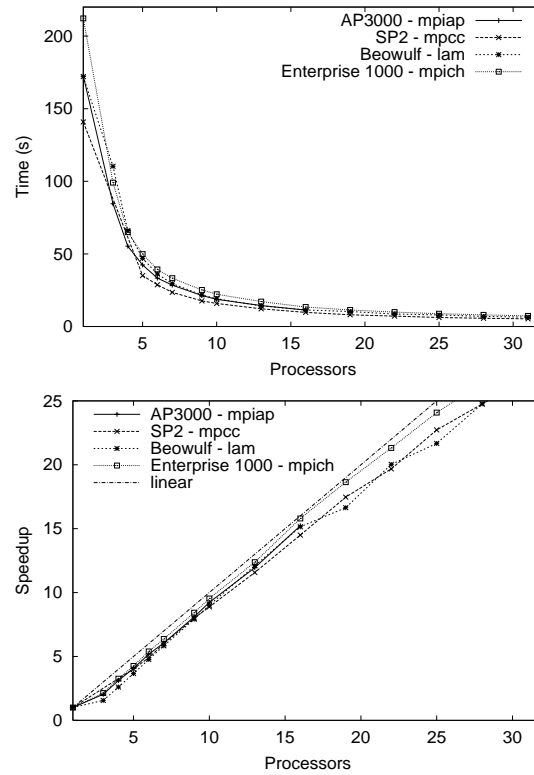 AP3000 - mpiap
SP2 - mpcc
Beowulf - lam
Enterprise 1000 - mpich
200
150
100
50
0
Time (s)
5 10 15 20 25 30
Processors
AP3000 - mpiap
SP2 - mpcc
Beowulf - lam
Enterprise 1000 - mpich
linear
25
20
15
10
5
0
Speedup
5 10 15 20 25 30
Processors